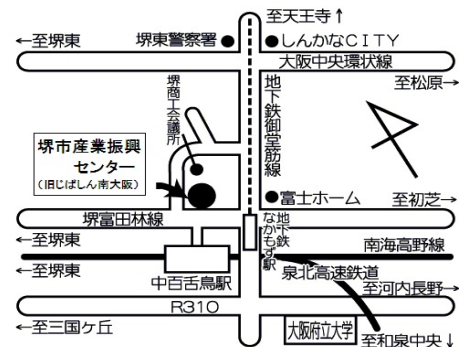 至天王寺↑
←至堺東
堺東警察署
しんかなCITY
大阪中央環状線
至松原→
堺商工会議所
地下鉄御堂筋線
堺市産業振興
センター
(旧じばしん南大阪)
富士ホーム
至初芝→
堺富田林線
地下鉄
なかもず駅
←至堺東
南海高野線
←至堺東
泉北高速鉄道
中百舌鳥駅
至河内長野→
R310
←至三国ヶ丘
大阪府立大学
至和泉中央↓